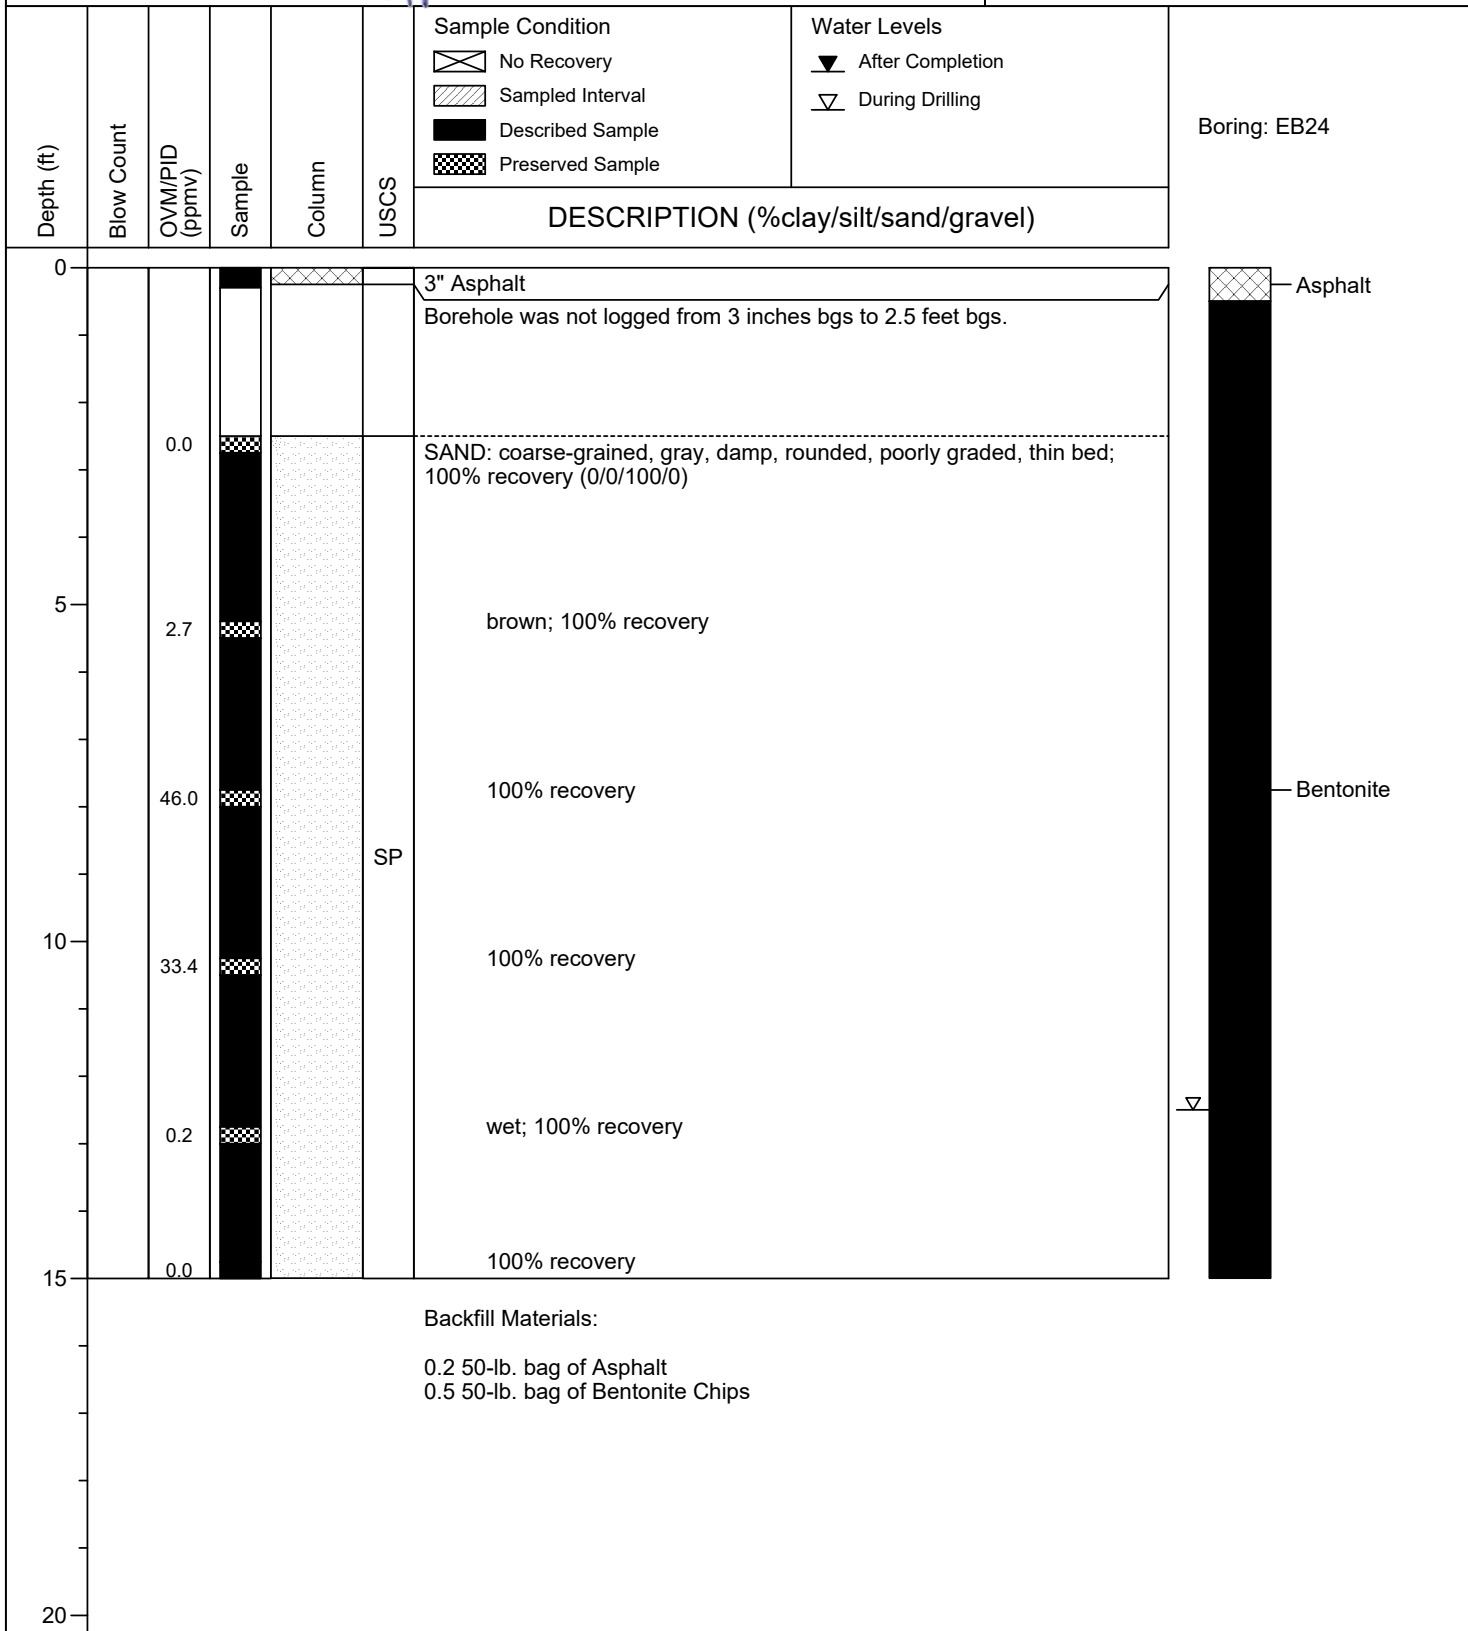 Sample Condition
No Recovery
Sampled Interval
Described Sample
Preserved Sample
Water Levels
After Completion
During Drilling
Boring: EB24
Depth (ft)
Blow Count
OVM/PID
(ppmv)
Sample
Column
USCS
DESCRIPTION (%clay/silt/sand/gravel)
0
3" Asphalt
Asphalt
Borehole was not logged from 3 inches bgs to 2.5 feet bgs.
0.0
SAND: coarse-grained, gray, damp, rounded, poorly graded, thin bed;
100% recovery (0/0/100/0)
5
2.7
brown; 100% recovery
46.0
100% recovery
Bentonite
SP
10
33.4
100% recovery
0.2
wet; 100% recovery
0.0
100% recovery
15
Backfill Materials:
0.2 50-lb. bag of Asphalt
0.5 50-lb. bag of Bentonite Chips
20